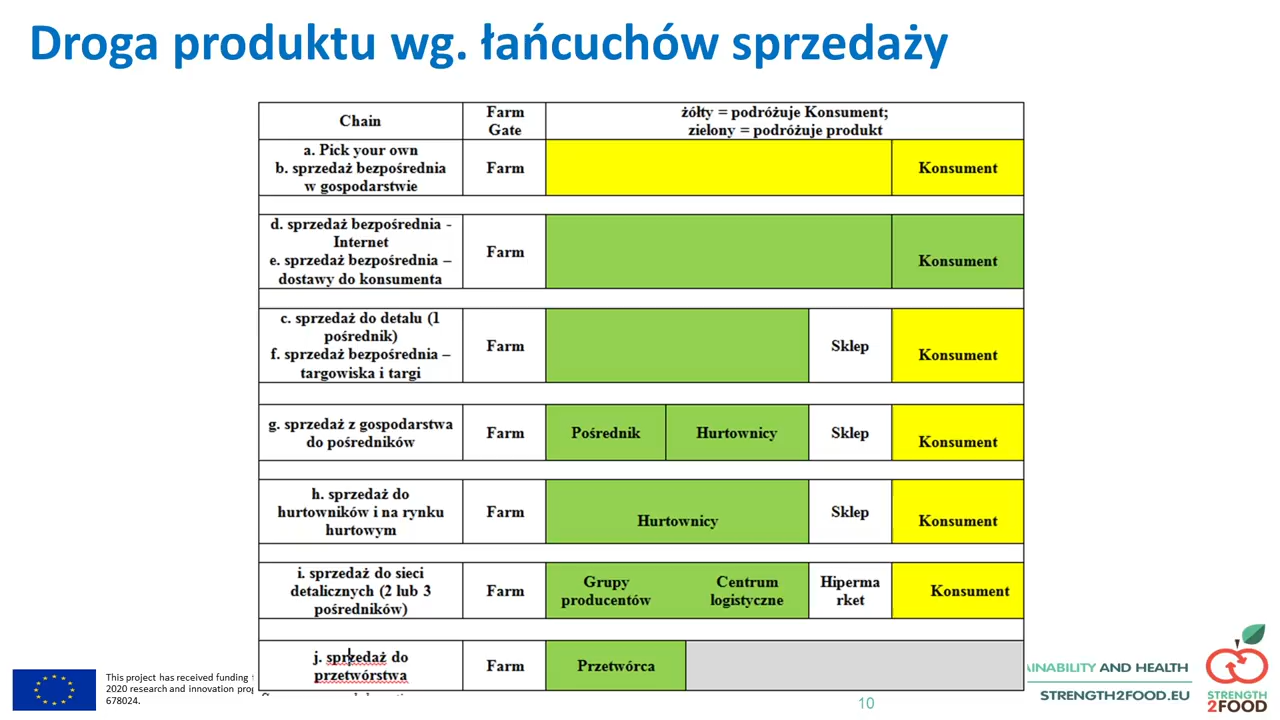 Droga produktu wg. łańcuchów sprzedaży
Chain
Farm
Gate
żółty = podróżuje Konsument;
zielony = podróżuje produkt
a. Pick your own
b. sprzedaż bezpośrednia
w gospodarstwie
Farm
Konsument
d. sprzedaż bezpośrednia -
Internet
e. sprzedaż bezpośrednia –
dostawy do konsumenta
Farm
Konsument
c. sprzedaż do detalu (1
pośrednik)
f. sprzedaż bezpośrednia –
targowiska i targi
Farm
Sklep
Konsument
g. sprzedaż z gospodarstwa
do pośredników
Farm
Pośrednik
Hurtownicy
Sklep
Konsument
h. sprzedaż do
hurtowników i na rynku
hurtowym
Farm
Hurtownicy
Sklep
Konsument
i. sprzedaż do sieci
detalicznych (2 lub 3
pośredników)
Farm
Grupy
producentów
Centrum
logistyczne
Hiperma
rket
Konsument
j. sprzedaż do
przetwórstwa
Farm
Przetwórca
This project has received funding
2020 research and innovation
678024.
10
AND HEALTH
STRENGTH2FOOD.EU
STRENGTH
2FOOD